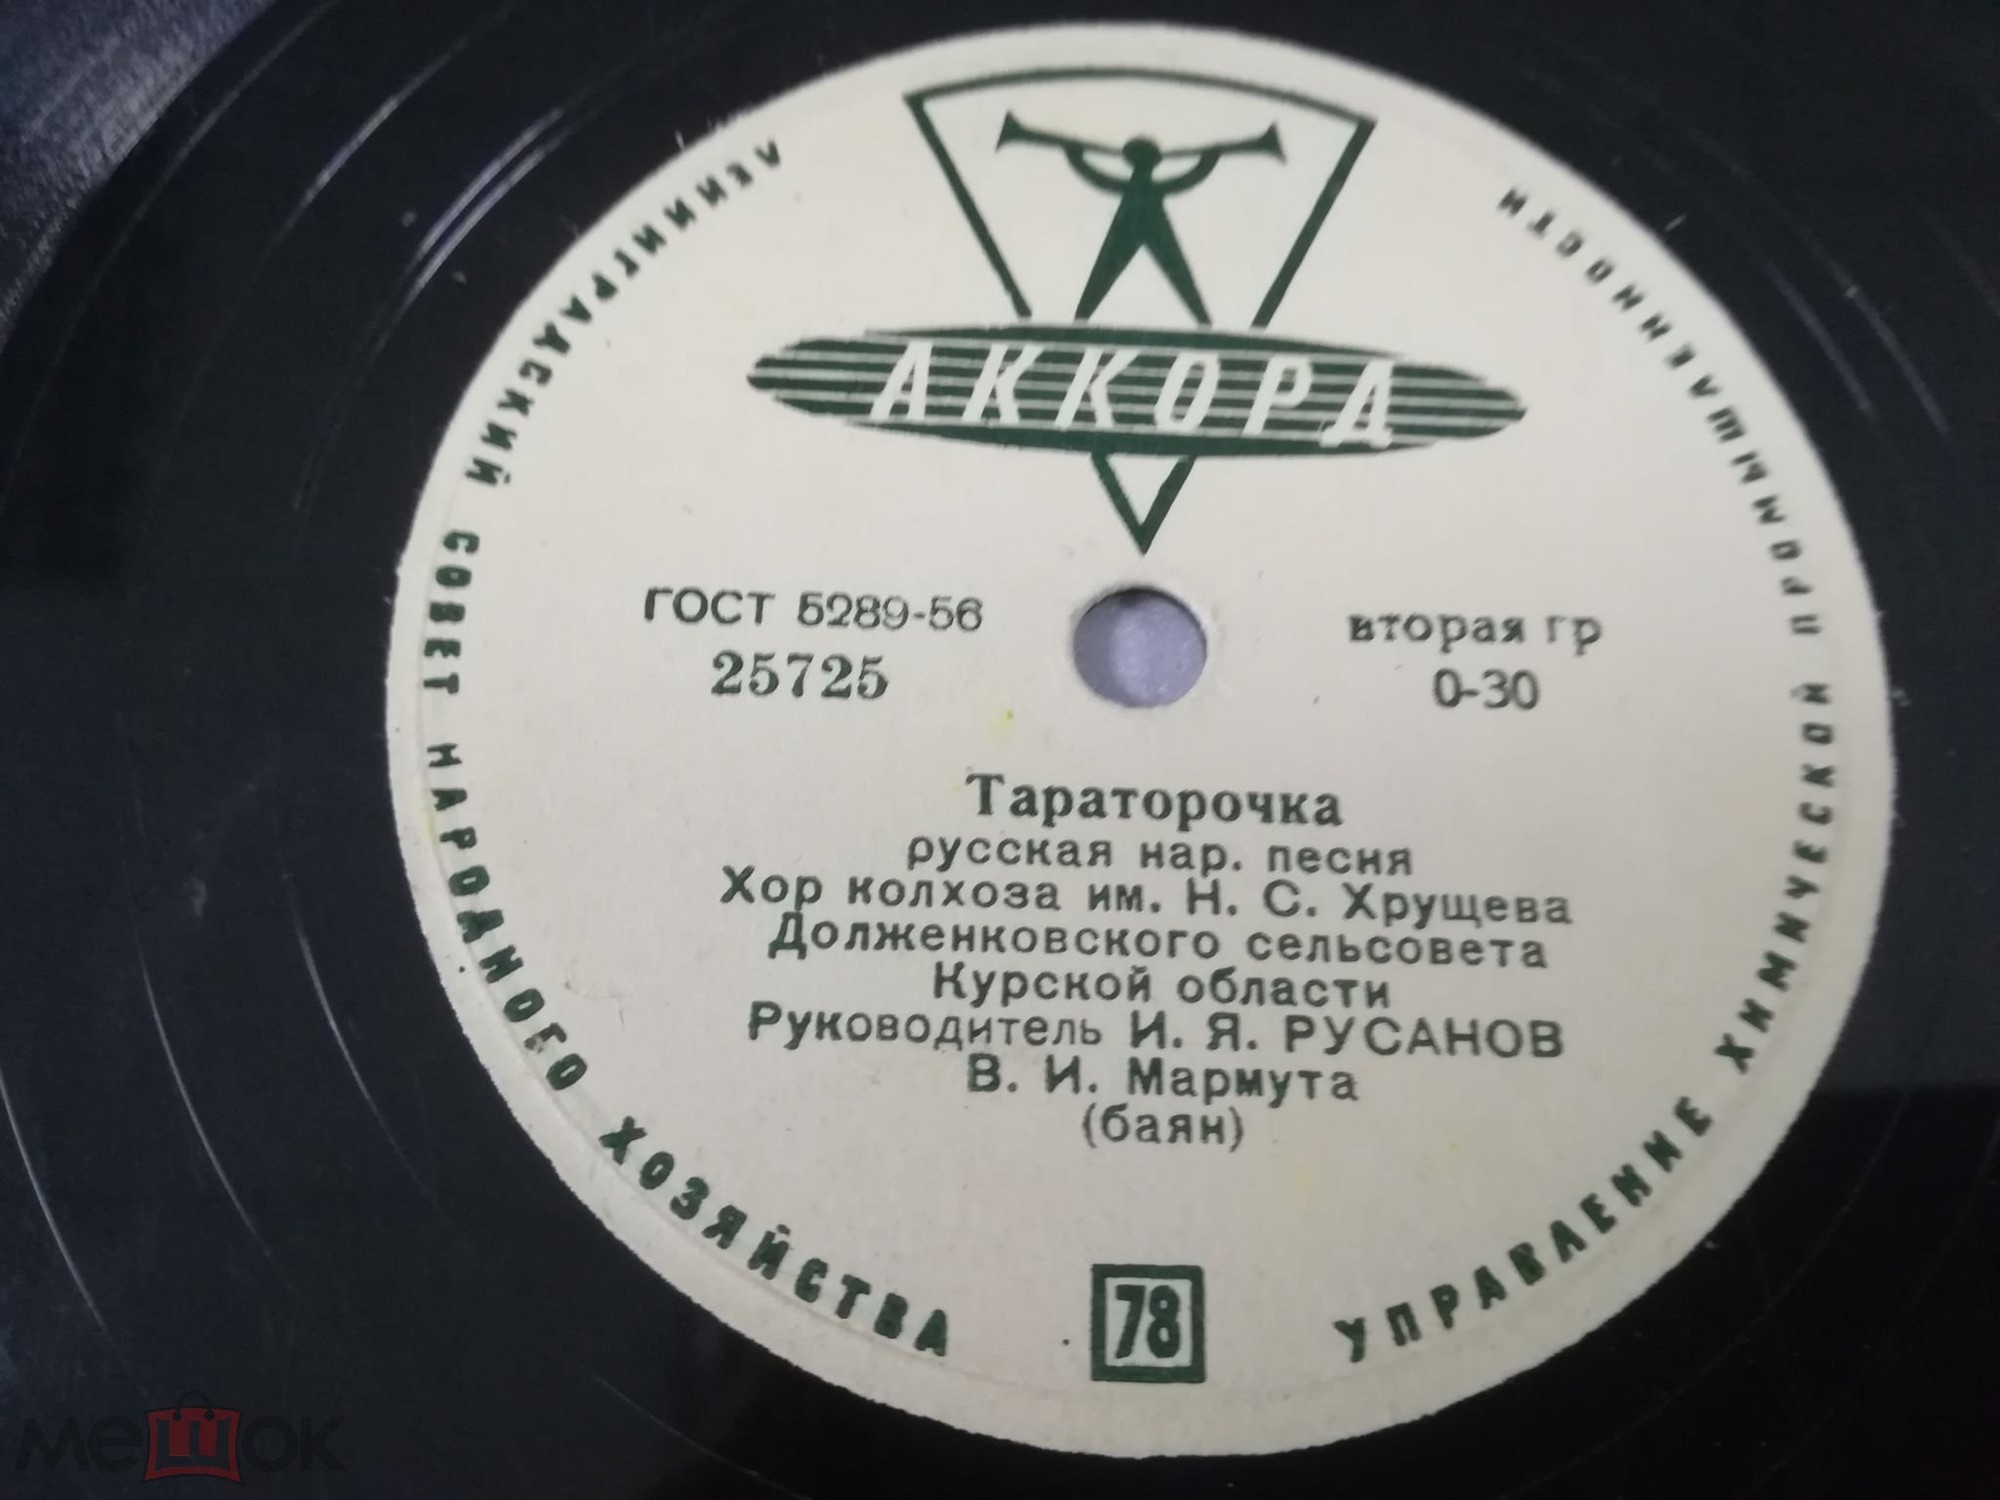 АККОРД
ЛЕНИНГРАДСКИЙ СОВЕТ НАРОДНОГО ХОЗЯЙСТВА
УПРАВЛЕНИЕ ХИМИЧЕСКОЙ ПРОМЫШЛЕННОСТИ
ГОСТ 5289-56
25725
вторая гр
0-30
Тараторочка
русская нар. песня
Хор колхоза им. Н. С. Хрущева
Долженковского сельсовета
Курской области
Руководитель И. Я. РУСАНОВ
В. И. Мармута
(баян)
78
мешок